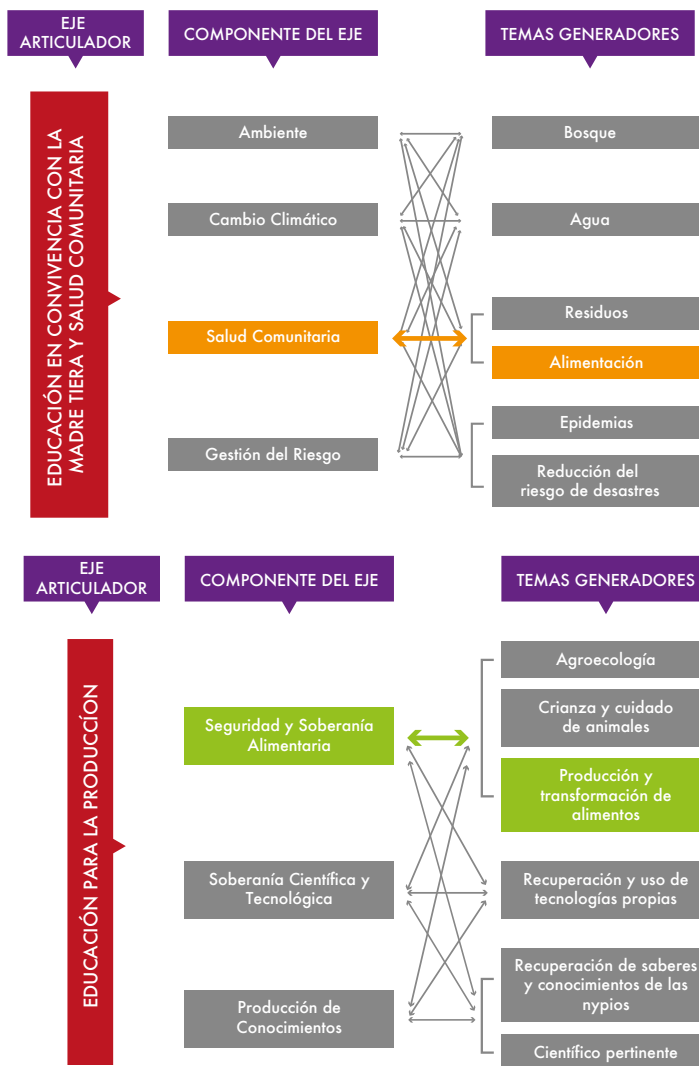 EJE
ARTICULADOR
COMPONENTE DEL EJE
TEMAS GENERADORES
EDUCACIÓN EN CONVIVENCIA CON LA
MADRE TIERA Y SALUD COMUNITARIA
Ambiente
Cambio Climático
Salud Comunitaria
Gestión del Riesgo
Bosque
Agua
Residuos
Alimentación
Epidemias
Reducción del
riesgo de desastres
EJE
ARTICULADOR
COMPONENTE DEL EJE
TEMAS GENERADORES
EDUCACIÓN PARA LA PRODUCCÍON
Seguridad y Soberanía
Alimentaria
Soberanía Científica y
Tecnológica
Producción de
Conocimientos
Agroecología
Crianza y cuidado
de animales
Producción y
transformación de
alimentos
Recuperación y uso de
tecnologías propias
Recuperación de saberes
y conocimientos de las
nypios
Científico pertinente